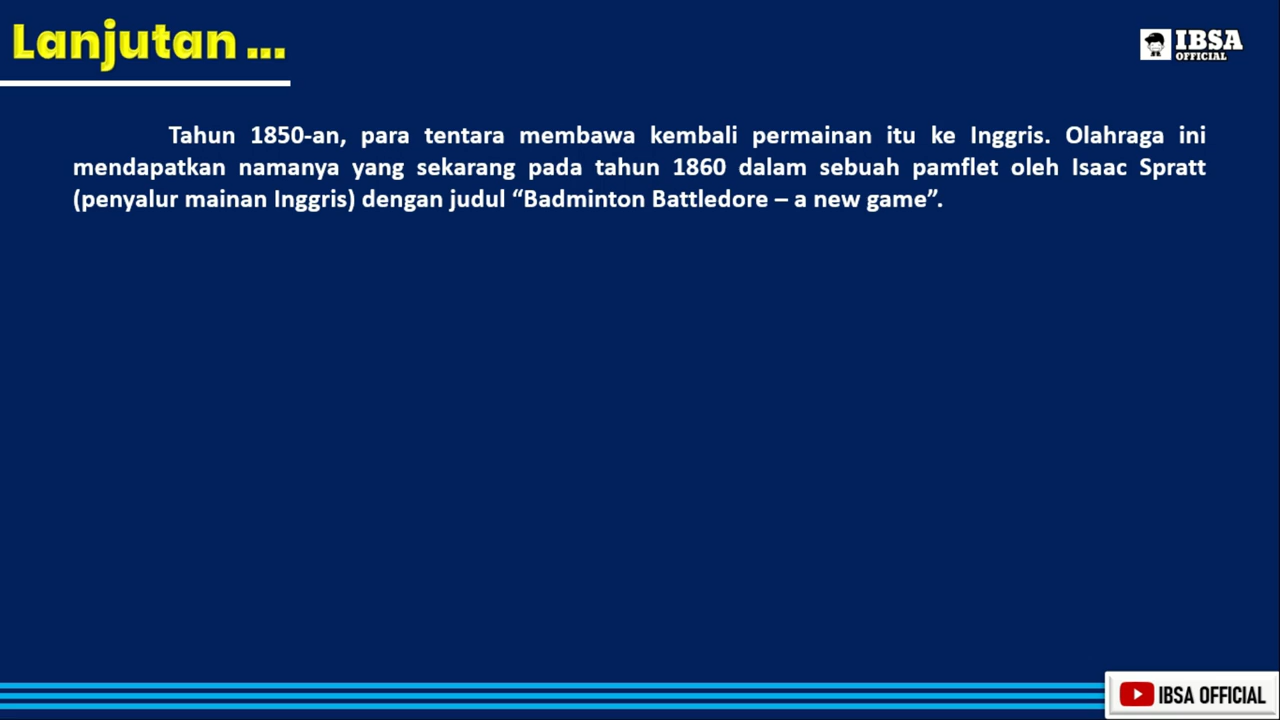 Lanjutan ...
IBSA
OFFICIAL
Tahun 1850-an, para tentara membawa kembali permainan itu ke Inggris. Olahraga ini
mendapatkan namanya yang sekarang pada tahun 1860 dalam sebuah pamflet oleh Isaac Spratt
(penyalur mainan Inggris) dengan judul “Badminton Battledore – a new game”.
IBSA OFFICIAL